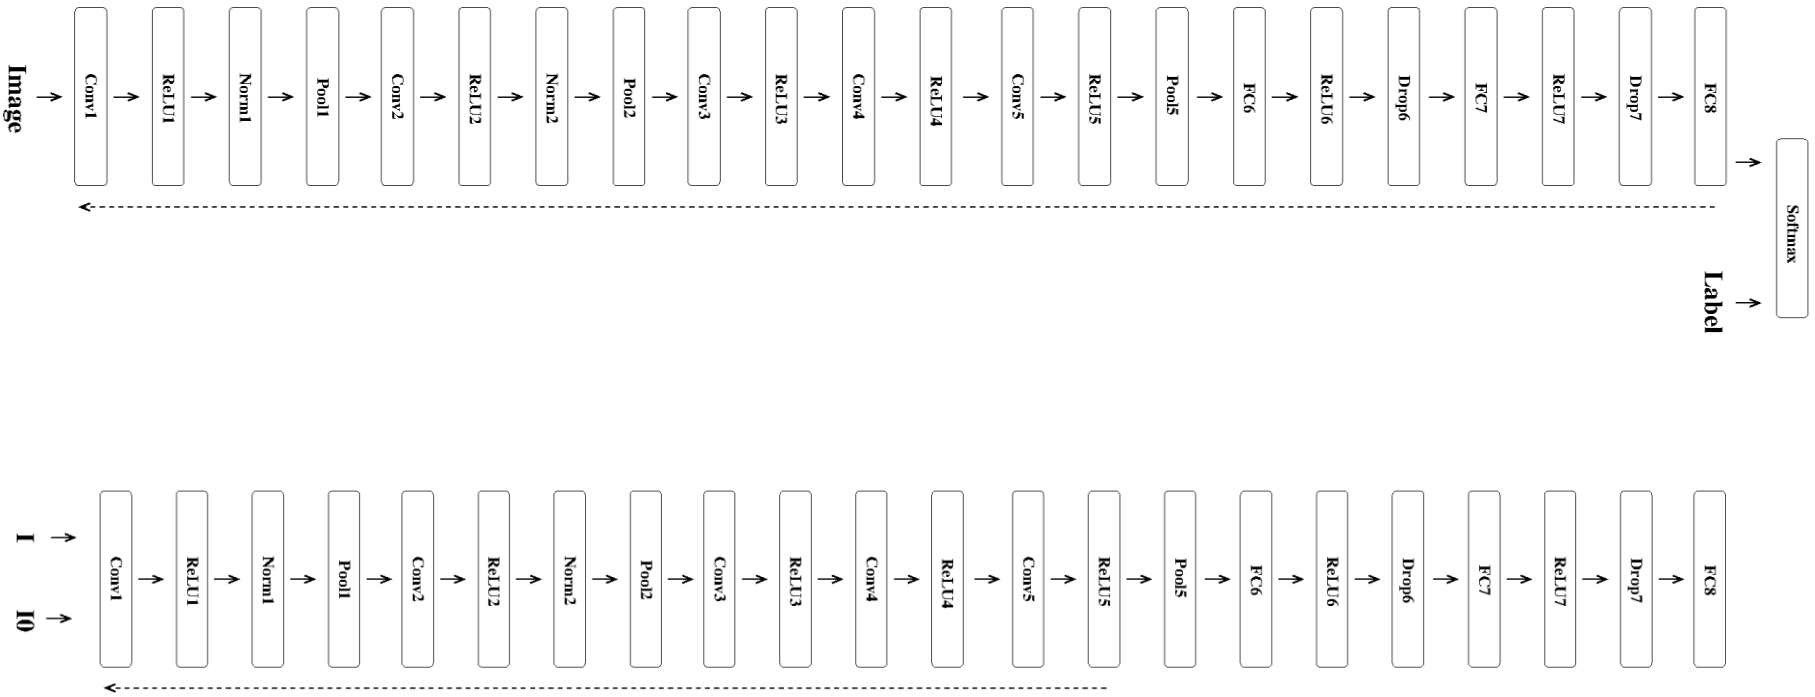 Image
Conv1
ReLU1
Norm1
Pool1
Conv2
ReLU2
Norm2
Pool2
Conv3
ReLU3
Conv4
ReLU4
Conv5
ReLU5
Pool5
FC6
ReLU6
Drop6
FC7
ReLU7
Drop7
FC8
Softmax
Label
I
I0
Conv1
ReLU1
Norm1
Pool1
Conv2
ReLU2
Norm2
Pool2
Conv3
ReLU3
Conv4
ReLU4
Conv5
ReLU5
Pool5
FC6
ReLU6
Drop6
FC7
ReLU7
Drop7
FC8